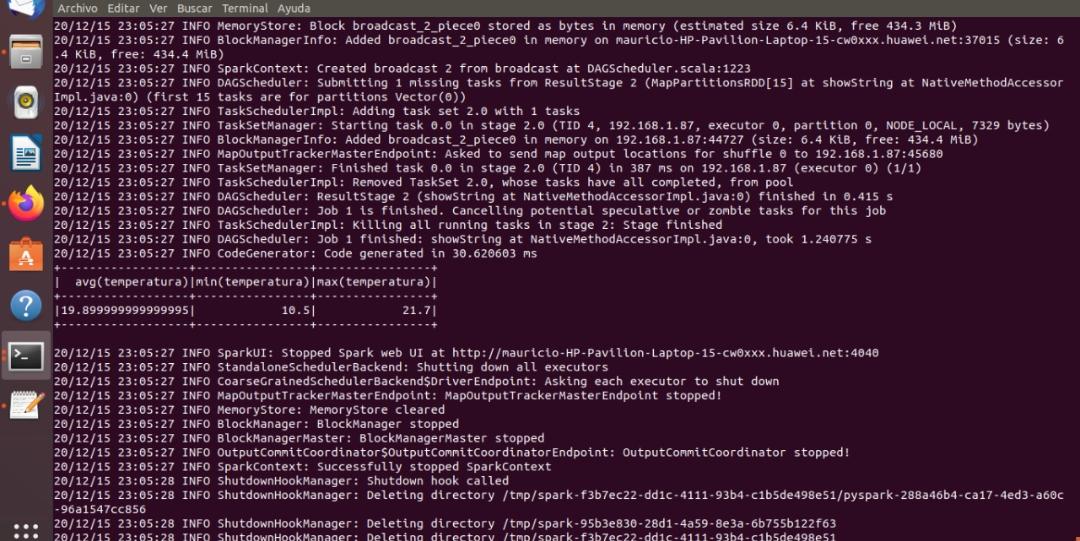 Archivo Editar Ver Buscar Terminal Ayuda
20/12/15 23:05:27 INFO MemoryStore: Block broadcast_2_piece0 stored as bytes in memory (estimated size 6.4 KiB, free 434.3 MiB)
20/12/15 23:05:27 INFO BlockManagerInfo: Added broadcast_2_piece0 in memory on mauricio-HP-Pavilion-Laptop-15-cw0xxx.huawei.net:37015 (size: 6
.4 KiB, free: 434.4 MiB)
20/12/15 23:05:27 INFO SparkContext: Created broadcast 2 from broadcast at DAGScheduler.scala:1223
20/12/15 23:05:27 INFO DAGScheduler: Submitting 1 missing tasks from ResultStage 2 (MapPartitionsRDD[15] at showString at NativeMethodAccessor
Impl.java:0) (first 15 tasks are for partitions Vector(0))
20/12/15 23:05:27 INFO TaskSchedulerImpl: Adding task set 2.0 with 1 tasks
20/12/15 23:05:27 INFO TaskSetManager: Starting task 0.0 in stage 2.0 (TID 4, 192.168.1.87, executor 0, partition 0, NODE_LOCAL, 7329 bytes)
20/12/15 23:05:27 INFO BlockManagerInfo: Added broadcast_2_piece0 in memory on 192.168.1.87:44727 (size: 6.4 KiB, free: 434.4 MiB)
20/12/15 23:05:27 INFO MapOutputTrackerMasterEndpoint: Asked to send map output locations for shuffle 0 to 192.168.1.87:45680
20/12/15 23:05:27 INFO TaskSetManager: Finished task 0.0 in stage 2.0 (TID 4) in 387 ms on 192.168.1.87 (executor 0) (1/1)
20/12/15 23:05:27 INFO TaskSchedulerImpl: Removed TaskSet 2.0, whose tasks have all completed, from pool
20/12/15 23:05:27 INFO DAGScheduler: ResultStage 2 (showString at NativeMethodAccessorImpl.java:0) finished in 0.415 s
20/12/15 23:05:27 INFO DAGScheduler: Job 1 is finished. Cancelling potential speculative or zombie tasks for this job
20/12/15 23:05:27 INFO TaskSchedulerImpl: Killing all running tasks in stage 2: Stage finished
20/12/15 23:05:27 INFO DAGScheduler: Job 1 finished: showString at NativeMethodAccessorImpl.java:0, took 1.240775 s
20/12/15 23:05:27 INFO CodeGenerator: Code generated in 30.620603 ms
+------------------+----------------+----------------+
|  avg(temperatura)|min(temperatura)|max(temperatura)|
+------------------+----------------+----------------+
|19.899999999999995|            10.5|            21.7|
+------------------+----------------+----------------+
20/12/15 23:05:27 INFO SparkUI: Stopped Spark web UI at http://mauricio-HP-Pavilion-Laptop-15-cw0xxx.huawei.net:4040
20/12/15 23:05:27 INFO StandaloneSchedulerBackend: Shutting down all executors
20/12/15 23:05:27 INFO CoarseGrainedSchedulerBackend$DriverEndpoint: Asking each executor to shut down
20/12/15 23:05:27 INFO MapOutputTrackerMasterEndpoint: MapOutputTrackerMasterEndpoint stopped!
20/12/15 23:05:27 INFO MemoryStore: MemoryStore cleared
20/12/15 23:05:27 INFO BlockManager: BlockManager stopped
20/12/15 23:05:27 INFO BlockManagerMaster: BlockManagerMaster stopped
20/12/15 23:05:27 INFO OutputCommitCoordinator$OutputCommitCoordinatorEndpoint: OutputCommitCoordinator stopped!
20/12/15 23:05:27 INFO SparkContext: Successfully stopped SparkContext
20/12/15 23:05:28 INFO ShutdownHookManager: Shutdown hook called
20/12/15 23:05:28 INFO ShutdownHookManager: Deleting directory /tmp/spark-f3b7ec22-dd1c-4111-93b4-c1b5de498e51/pyspark-288a46b4-ca17-4ed3-a60c
-96a1547cc856
20/12/15 23:05:28 INFO ShutdownHookManager: Deleting directory /tmp/spark-95b3e830-28d1-4a59-8e3a-6b755b122f63
20/12/15 23:05:28 INFO ShutdownHookManager: Deleting directory /tmp/spark-f3b7ec22-dd1c-4111-93b4-c1b5de498e51